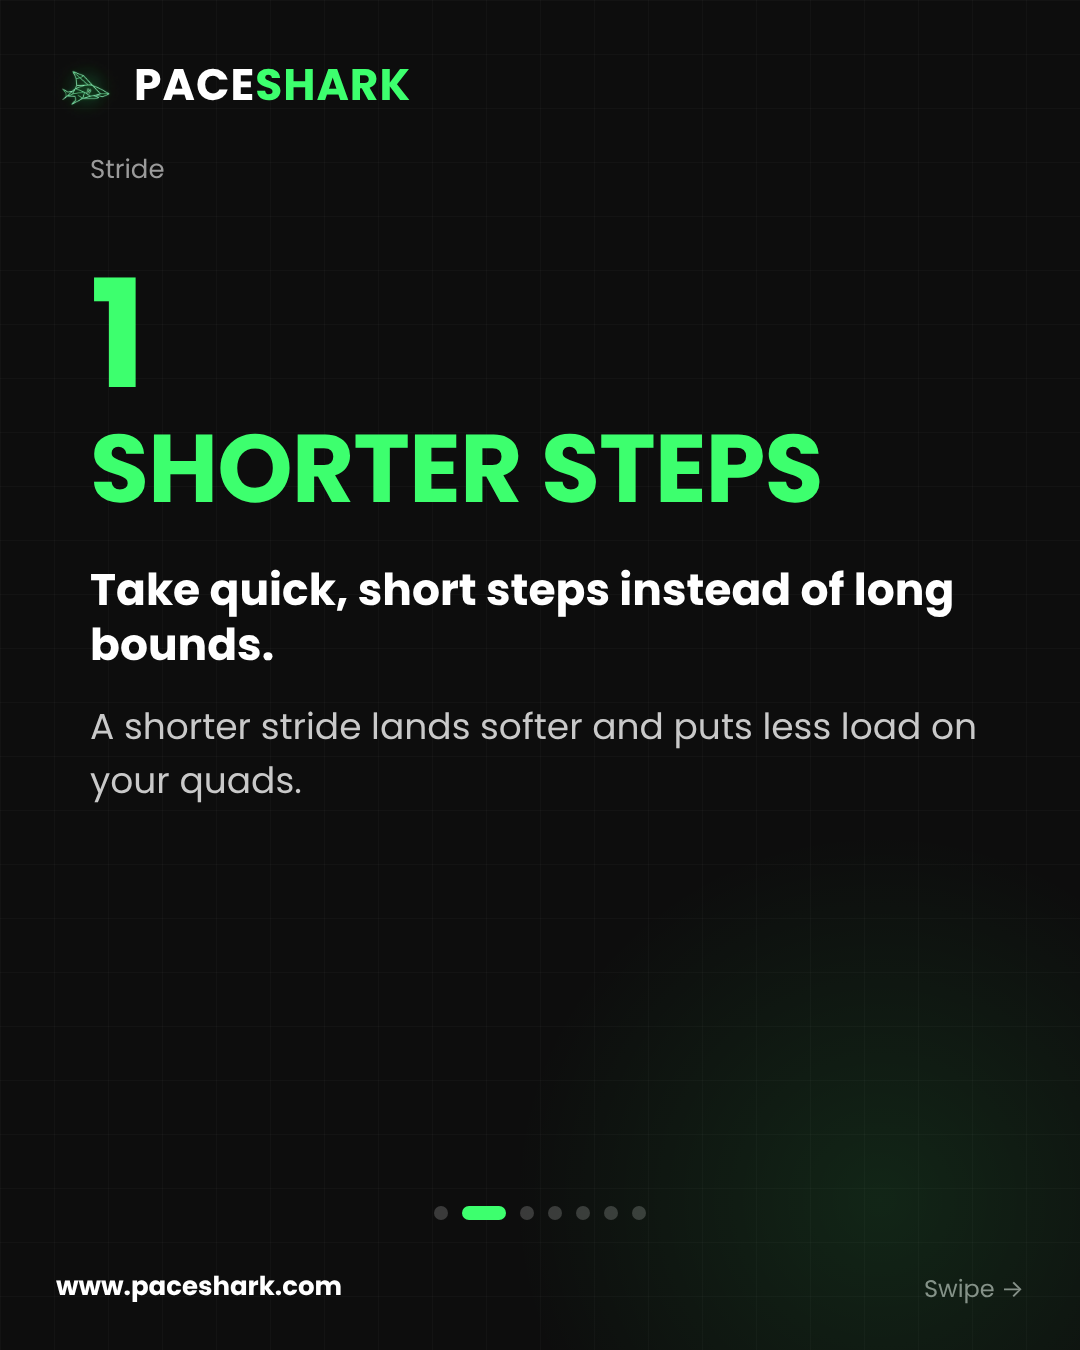 PACESHARK
Stride
1
SHORTER STEPS
Take quick, short steps instead of long
bounds.
A shorter stride lands softer and puts less load on
your quads.
www.paceshark.com
Swipe →